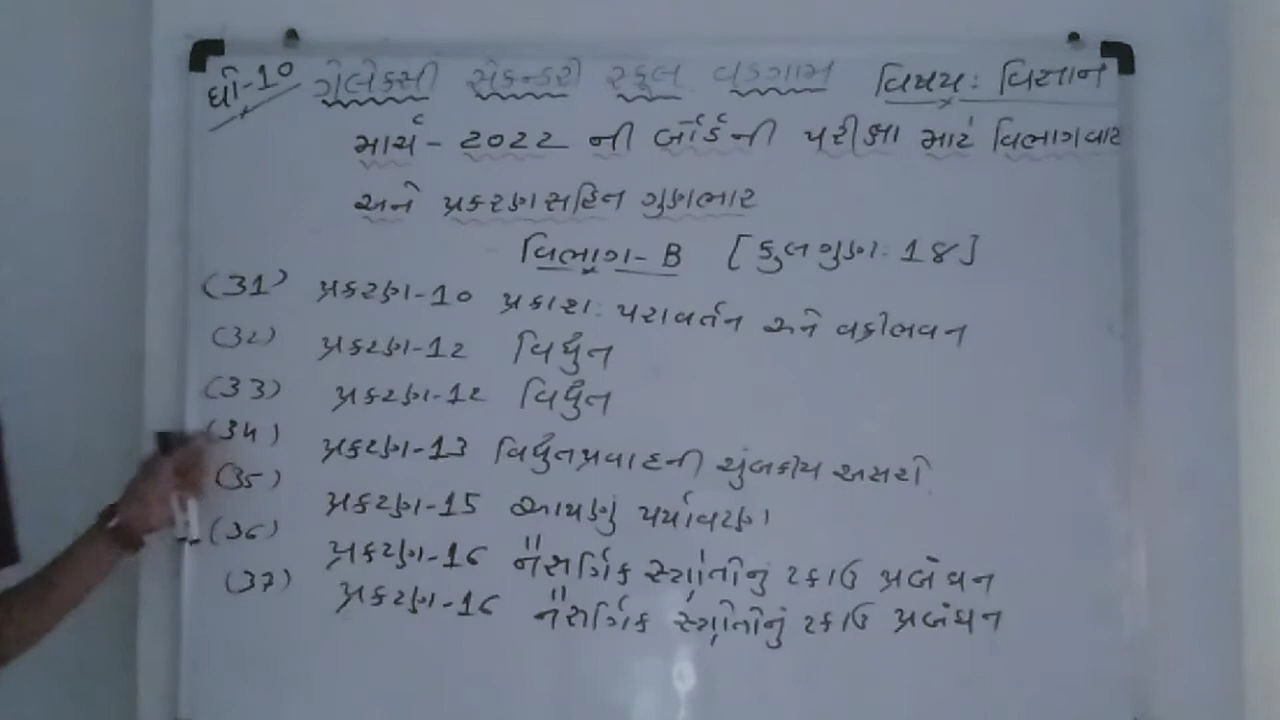 ધો-10 ગેલેક્સી સેકન્ડરી સ્કૂલ વડગામ વિષય: વિજ્ઞાન
માર્ચ - 2022 ની બોર્ડની પરીક્ષા માટે વિભાગવાર
અને પ્રકરણસહિત ગુણભાર
વિભાગ- B [કુલગુણ: 18]
(31) પ્રકરણ-10 પ્રકાશ: પરાવર્તન અને વક્રીભવન
(32) પ્રકરણ-12 વિદ્યુત
(33) પ્રકરણ-12 વિદ્યુત
(34) પ્રકરણ-13 વિદ્યુતપ્રવાહની ચુંબકીય અસરો
(35) પ્રકરણ-15 આપણું પર્યાવરણ
(36) પ્રકરણ-16 નૈસર્ગિક સ્ત્રોતોનું ટકાઉ પ્રબંધન
(37) પ્રકરણ-16 નૈસર્ગિક સ્ત્રોતોનું ટકાઉ પ્રબંધન